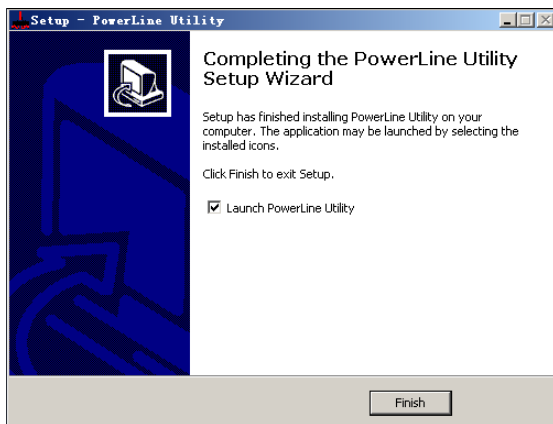 Setup - PowerLine Utility
Completing the PowerLine Utility
Setup Wizard
Setup has finished installing PowerLine Utility on your
computer. The application may be launched by selecting the
installed icons.
Click Finish to exit Setup.
Launch PowerLine Utility
Finish